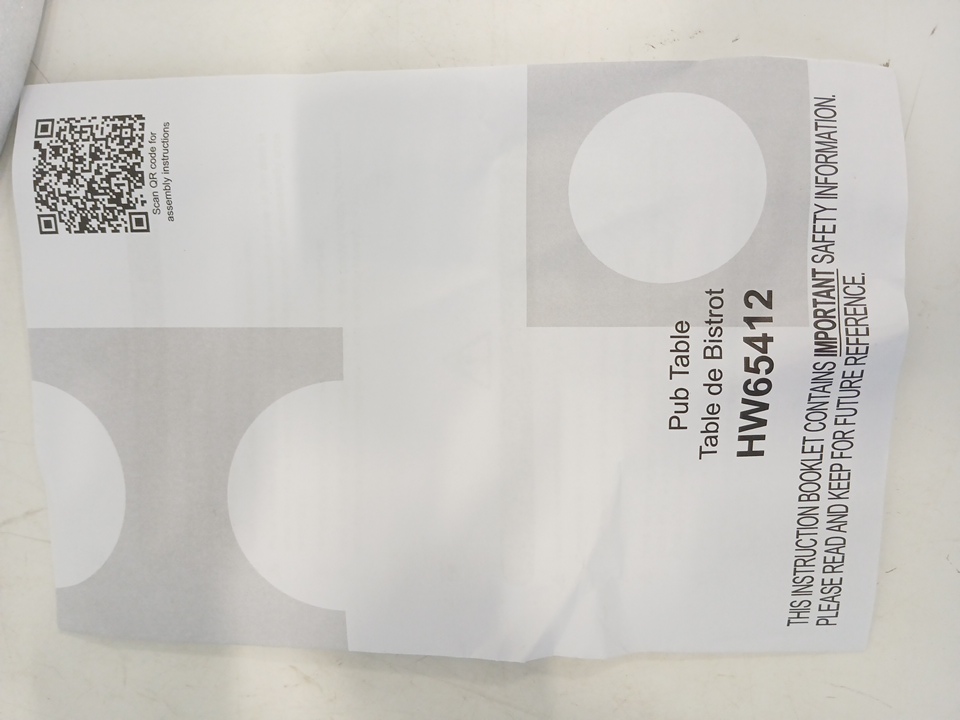 Scan QR code for
assembly instructions
Pub Table
Table de Bistrot
HW65412
THIS INSTRUCTION BOOKLET CONTAINS IMPORTANT SAFETY INFORMATION.
PLEASE READ AND KEEP FOR FUTURE REFERENCE.